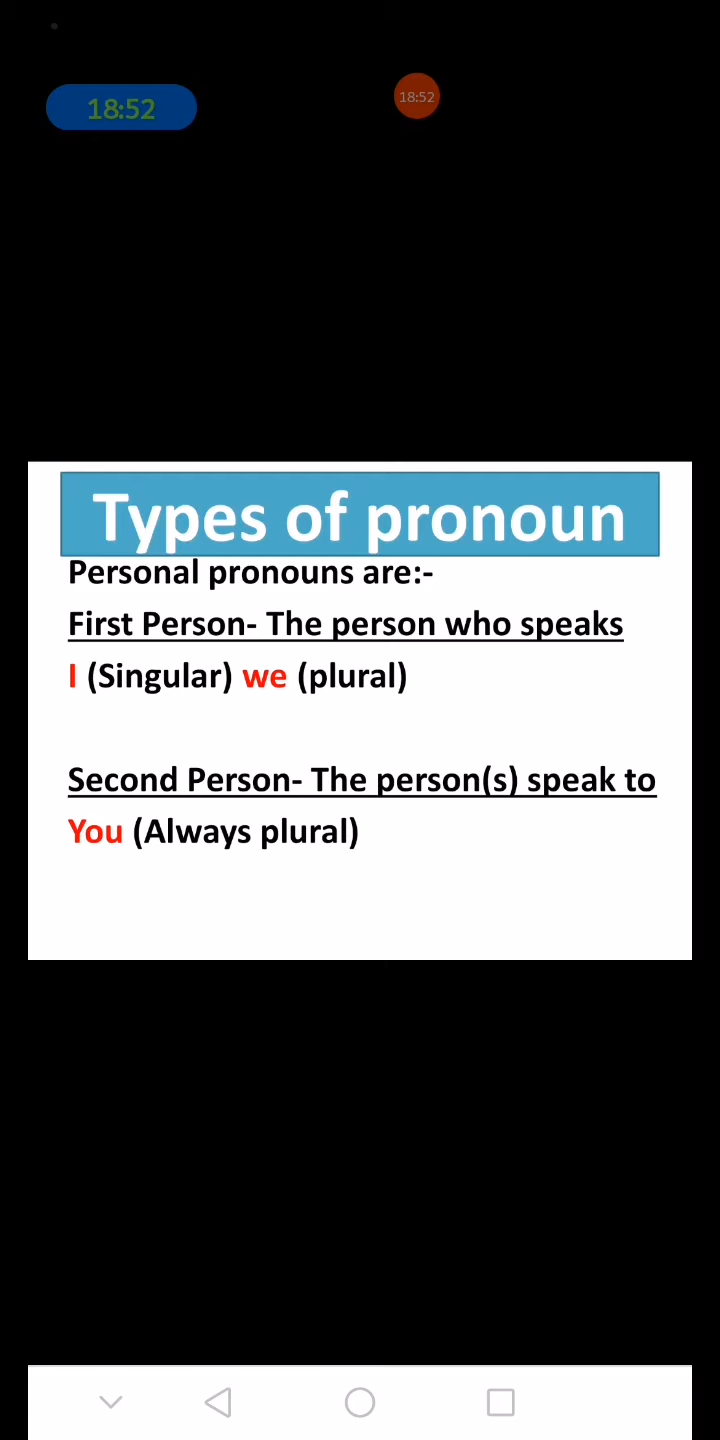 18:52
18:52
Types of pronoun
Personal pronouns are:-
First Person- The person who speaks
I (Singular) we (plural)
Second Person- The person(s) speak to
You (Always plural)